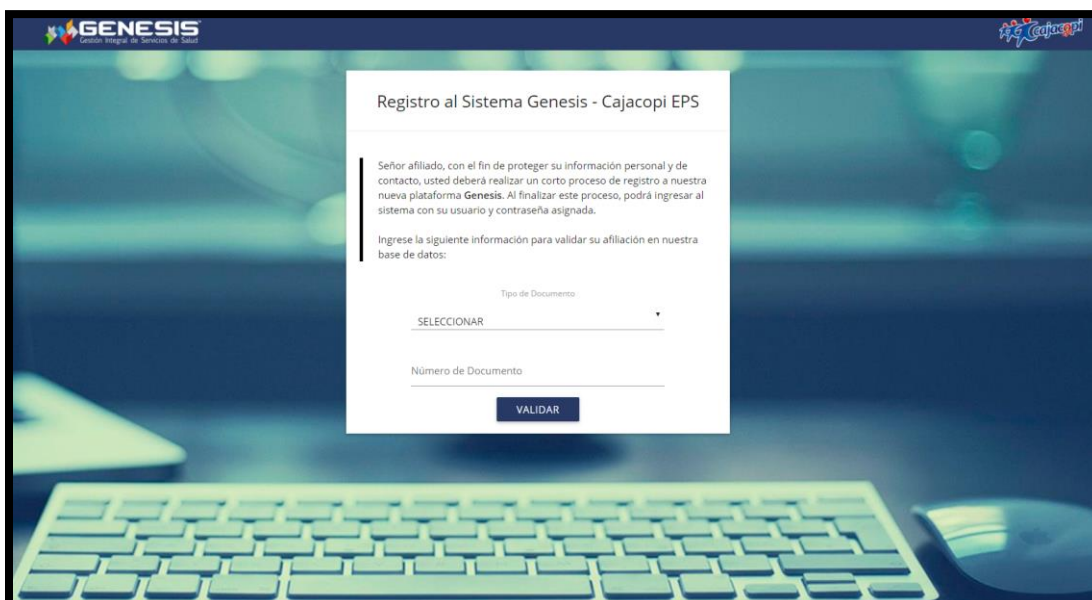 GENESIS
Gestión Integral de Servicios de Salud
cajacopi
Registro al Sistema Genesis - Cajacopi EPS
Señor afiliado, con el fin de proteger su información personal y de
contacto, usted deberá realizar un corto proceso de registro a nuestra
nueva plataforma Genesis. Al finalizar este proceso, podrá ingresar al
sistema con su usuario y contraseña asignada.
Ingrese la siguiente información para validar su afiliación en nuestra
base de datos:
Tipo de Documento
SELECCIONAR
Número de Documento
VALIDAR